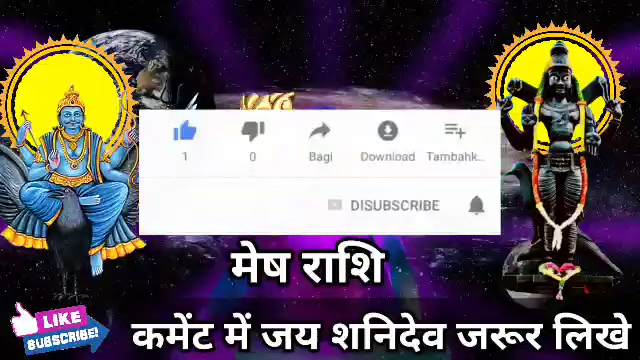 1 0 Bagi Download Tambahk...
DISUBSCRIBE
मेष राशि
LIKE
SUBSCRIBE!
कमेंट में जय शनिदेव जरूर लिखे